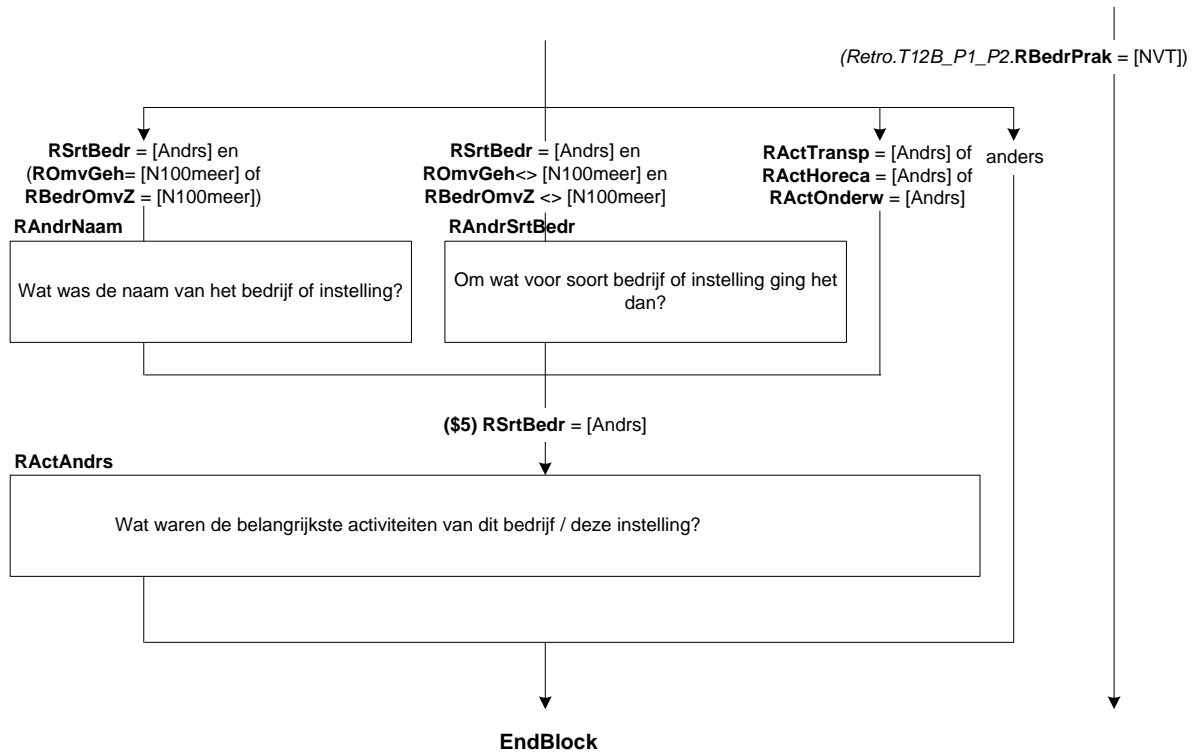 (Retro.T12B_P1_P2.RBedrPrak = [NVT])
RSrtBedr = [Andrs] en
(ROmvGeh= [N100meer] of
RBedrOmvZ = [N100meer])
RSrtBedr = [Andrs] en
ROmvGeh<> [N100meer] en
RBedrOmvZ <> [N100meer]
RActTransp = [Andrs] of
RActHoreca = [Andrs] of
RActOnderw = [Andrs]
anders
RAndrNaam
Wat was de naam van het bedrijf of instelling?
RAndrSrtBedr
Om wat voor soort bedrijf of instelling ging het
dan?
($5) RSrtBedr = [Andrs]
RActAndrs
Wat waren de belangrijkste activiteiten van dit bedrijf / deze instelling?
EndBlock